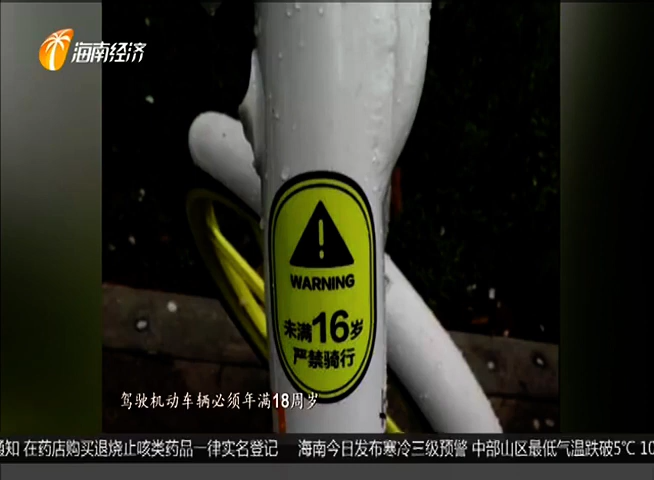 海南经济
WARNING
未满16岁
严禁骑行
驾驶机动车辆必须年满18周岁
通知 在药店购买退烧止咳类药品一律实名登记 海南今日发布寒冷三级预警 中部山区最低气温跌破5℃ 10